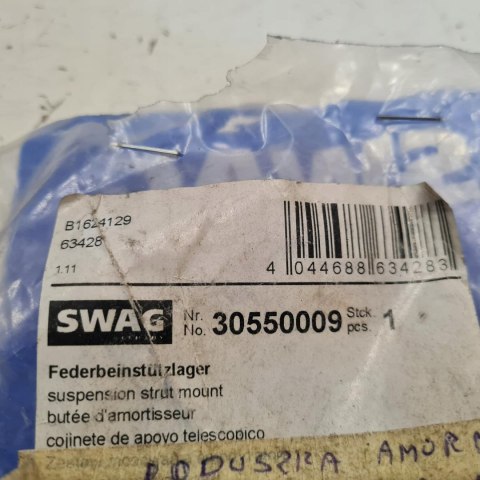 B1624129
63428
1.11
4 044688 634283
SWAG Nr. No. 30550009 Stck. pcs. 1
Federbeinstützlager
suspension strut mount
butée d'amortisseur
cojinete de apoyo telescopico
PODUSZKA AMOR